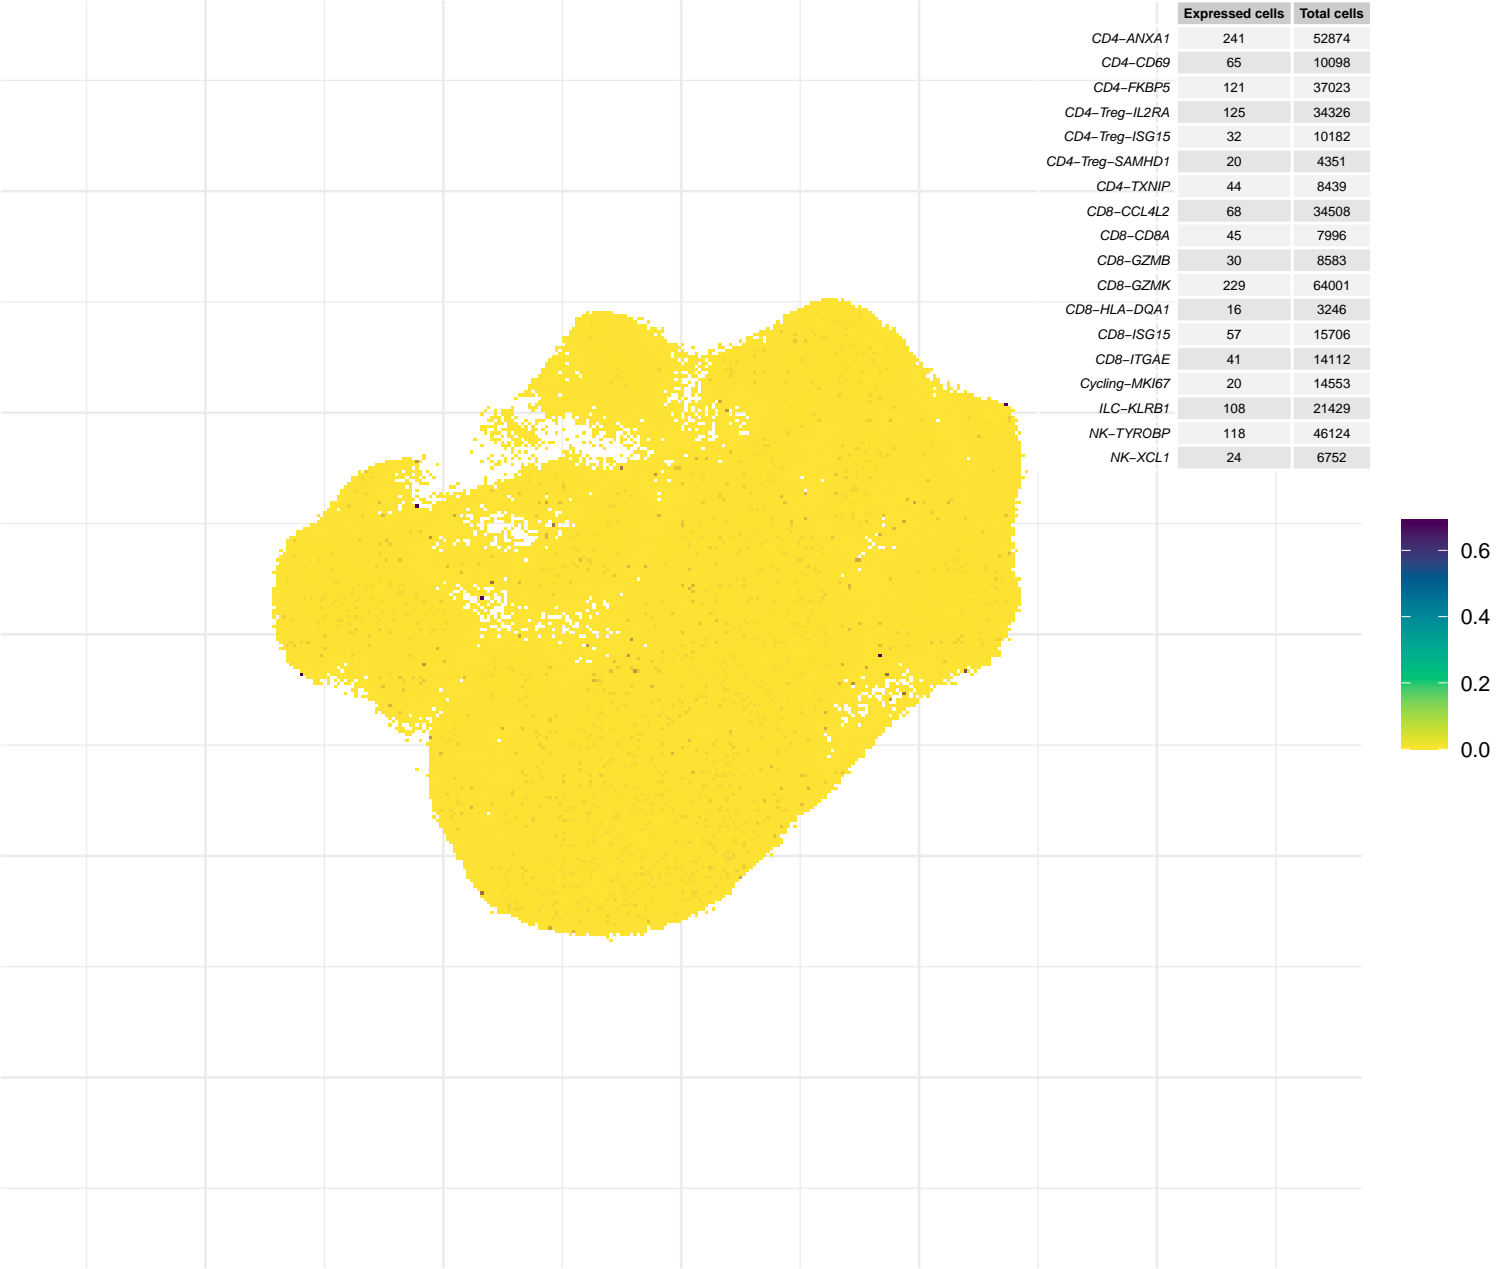 Expressed cells Total cells
CD4−ANXA1 241 52874
CD4−CD69 65 10098
CD4−FKBP5 121 37023
CD4−Treg−IL2RA 125 34326
CD4−Treg−ISG15 32 10182
CD4−Treg−SAMHD1 20 4351
CD4−TXNIP 44 8439
CD8−CCL4L2 68 34508
CD8−CD8A 45 7996
CD8−GZMB 30 8583
CD8−GZMK 229 64001
CD8−HLA−DQA1 16 3246
CD8−ISG15 57 15706
CD8−ITGAE 41 14112
Cycling−MKI67 20 14553
ILC−KLRB1 108 21429
NK−TYROBP 118 46124
NK−XCL1 24 6752
0.6
0.4
0.2
0.0